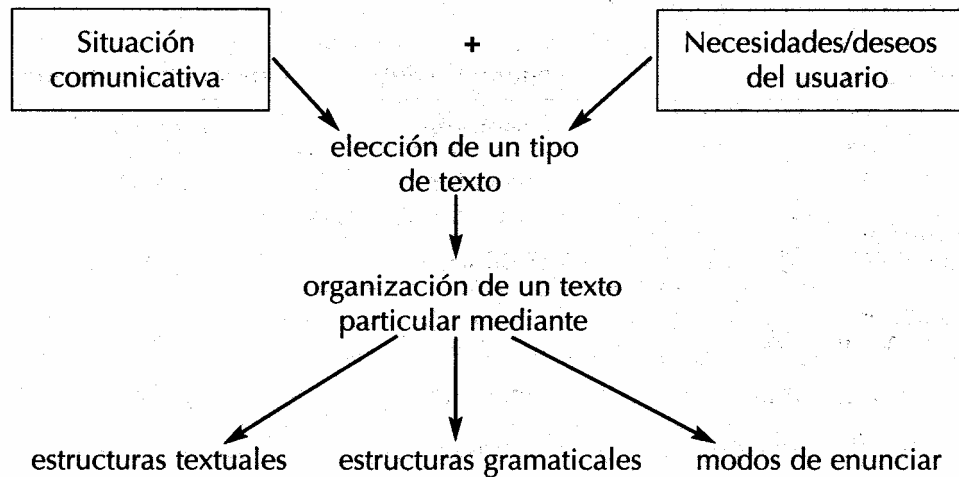 Situación
comunicativa
+
Necesidades/deseos
del usuario
elección de un tipo
de texto
organización de un texto
particular mediante
estructuras textuales
estructuras gramaticales
modos de enunciar